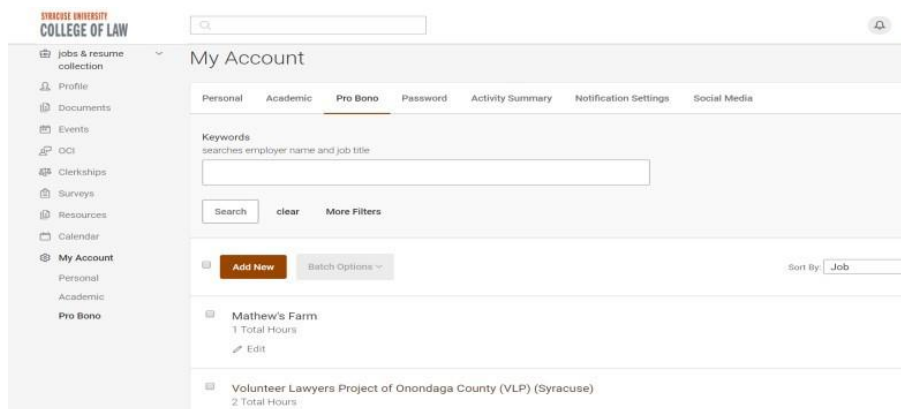 SYRACUSE UNIVERSITY
COLLEGE OF LAW
jobs & resume
collection
Profile
Documents
Events
OCI
Clerkships
Surveys
Resources
Calendar
My Account
Personal
Academic
Pro Bono
My Account
Personal Academic Pro Bono Password Activity Summary Notification Settings Social Media
Keywords
searches employer name and job title
Search clear More Filters
Add New Batch Options Sort By: Job
Mathew's Farm
1 Total Hours
Edit
Volunteer Lawyers Project of Onondaga County (VLP) (Syracuse)
2 Total Hours